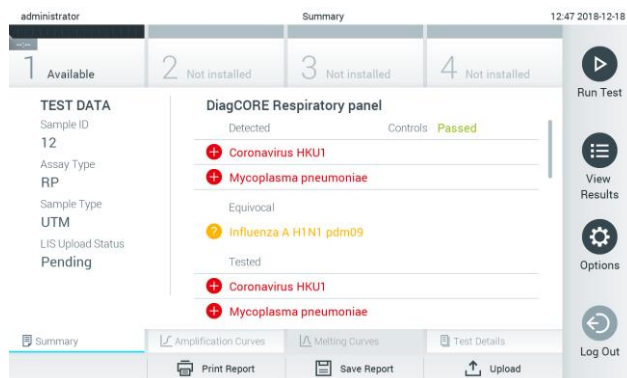 administrator
Summary
12:47 2018-12-18
1 Available
2 Not installed
3 Not installed
4 Not installed
Run Test
View
Results
Options
Log Out
TEST DATA
Sample ID
12
Assay Type
RP
Sample Type
UTM
LIS Upload Status
Pending
DiagCORE Respiratory panel
Detected
Controls Passed
Coronavirus HKU1
Mycoplasma pneumoniae
Equivocal
Influenza A H1N1 pdm09
Tested
Coronavirus HKU1
Mycoplasma pneumoniae
Summary
Amplification Curves
Melting Curves
Test Details
Print Report
Save Report
Upload